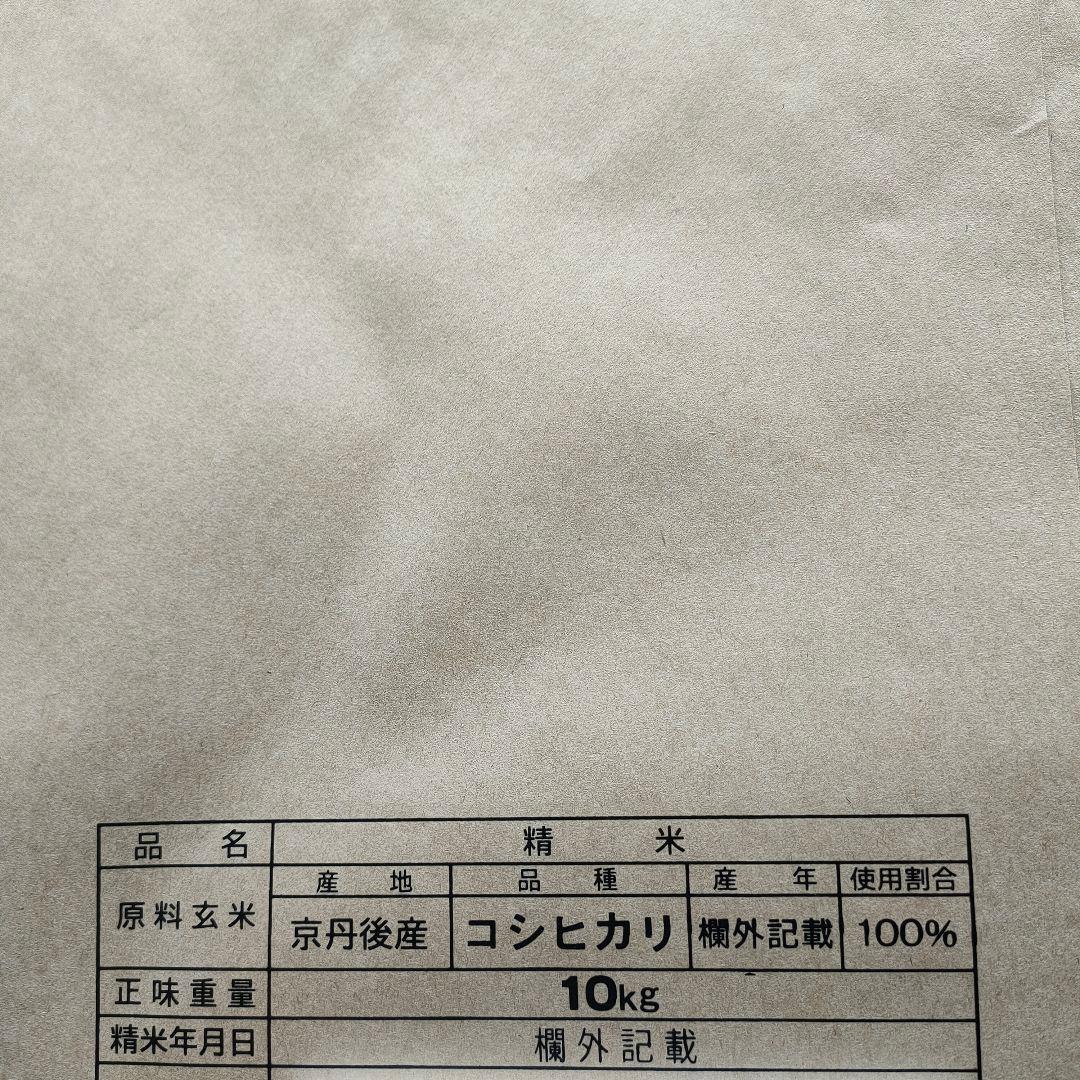 品名 精米
原料玄米 産地 品種 産年 使用割合
京丹後産 コシヒカリ 欄外記載 100%
正味重量 10kg
精米年月日 欄外記載